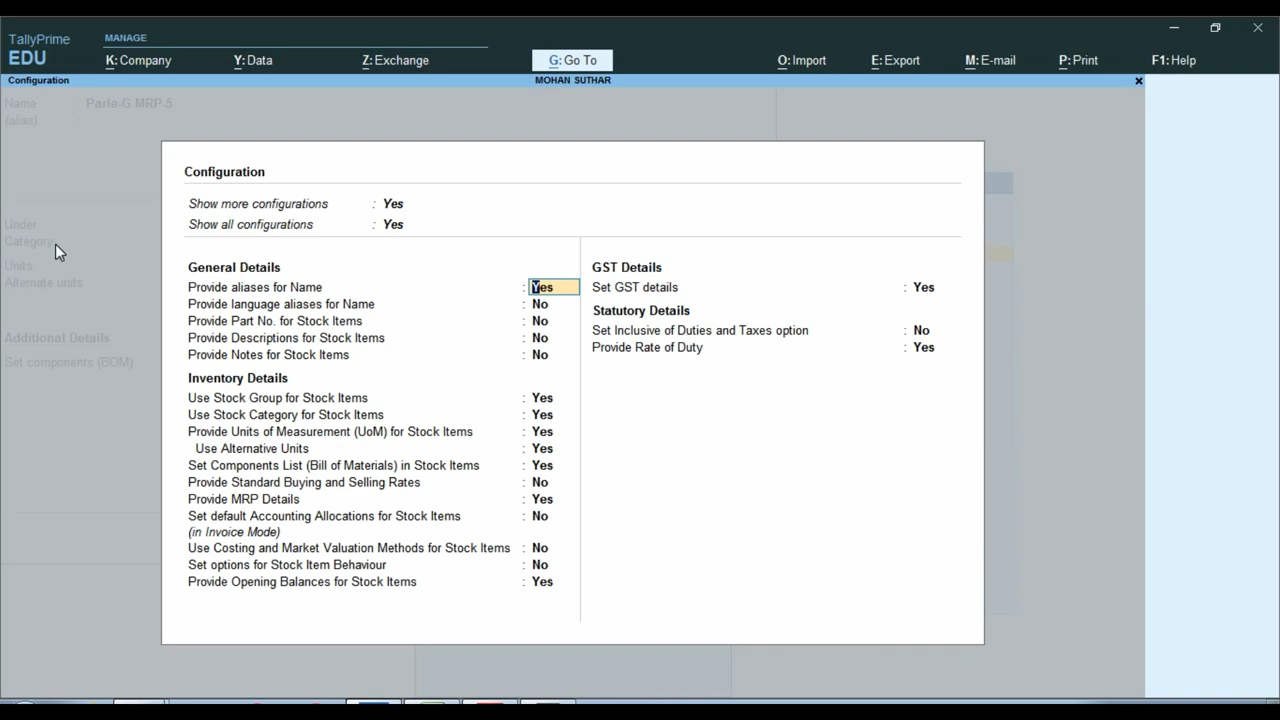 TallyPrime
EDU
MANAGE
K: Company
Y: Data
Z: Exchange
G: Go To
O: Import
E: Export
M: E-mail
P: Print
F1: Help
Configuration
MOHAN SUTHAR
Name : Parle-G MRP-5
(alias) :
Under
Category
Units
Alternate units
Additional Details
Set components (BOM)
Configuration
Show more configurations : Yes
Show all configurations : Yes
General Details
Provide aliases for Name : Yes
Provide language aliases for Name : No
Provide Part No. for Stock Items : No
Provide Descriptions for Stock Items : No
Provide Notes for Stock Items : No
Inventory Details
Use Stock Group for Stock Items : Yes
Use Stock Category for Stock Items : Yes
Provide Units of Measurement (UoM) for Stock Items : Yes
Use Alternative Units : Yes
Set Components List (Bill of Materials) in Stock Items : Yes
Provide Standard Buying and Selling Rates : No
Provide MRP Details : Yes
Set default Accounting Allocations for Stock Items : No
(in Invoice Mode)
Use Costing and Market Valuation Methods for Stock Items : No
Set options for Stock Item Behaviour : No
Provide Opening Balances for Stock Items : Yes
GST Details
Set GST details : Yes
Statutory Details
Set Inclusive of Duties and Taxes option : No
Provide Rate of Duty : Yes